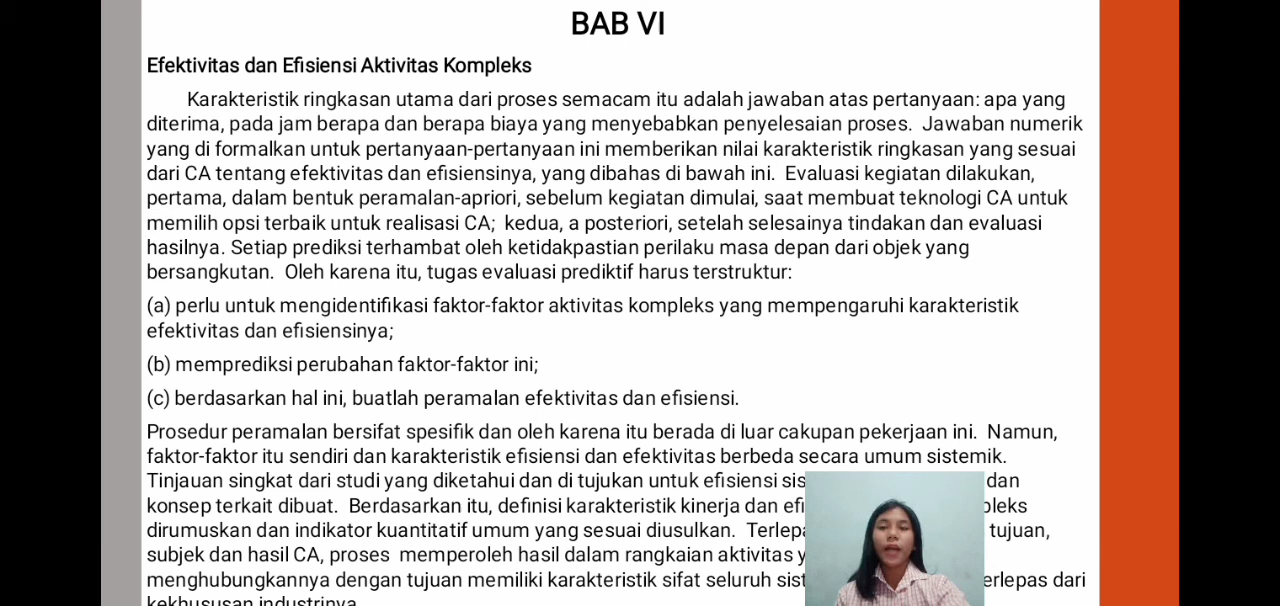 BAB VI
Efektivitas dan Efisiensi Aktivitas Kompleks
Karakteristik ringkasan utama dari proses semacam itu adalah jawaban atas pertanyaan: apa yang
diterima, pada jam berapa dan berapa biaya yang menyebabkan penyelesaian proses. Jawaban numerik
yang di formalkan untuk pertanyaan-pertanyaan ini memberikan nilai karakteristik ringkasan yang sesuai
dari CA tentang efektivitas dan efisiensinya, yang dibahas di bawah ini. Evaluasi kegiatan dilakukan,
pertama, dalam bentuk peramalan-apriori, sebelum kegiatan dimulai, saat membuat teknologi CA untuk
memilih opsi terbaik untuk realisasi CA; kedua, a posteriori, setelah selesainya tindakan dan evaluasi
hasilnya. Setiap prediksi terhambat oleh ketidakpastian perilaku masa depan dari objek yang
bersangkutan. Oleh karena itu, tugas evaluasi prediktif harus terstruktur:
(a) perlu untuk mengidentifikasi faktor-faktor aktivitas kompleks yang mempengaruhi karakteristik
efektivitas dan efisiensinya;
(b) memprediksi perubahan faktor-faktor ini;
(c) berdasarkan hal ini, buatlah peramalan efektivitas dan efisiensi.
Prosedur peramalan bersifat spesifik dan oleh karena itu berada di luar cakupan pekerjaan ini. Namun,
faktor-faktor itu sendiri dan karakteristik efisiensi dan efektivitas berbeda secara umum sistemik.
Tinjauan singkat dari studi yang diketahui dan di tujukan untuk efisiensi sis dan
konsep terkait dibuat. Berdasarkan itu, definisi karakteristik kinerja dan efi pleks
dirumuskan dan indikator kuantitatif umum yang sesuai diusulkan. Terlepa tujuan,
subjek dan hasil CA, proses memperoleh hasil dalam rangkaian aktivitas y
menghubungkannya dengan tujuan memiliki karakteristik sifat seluruh sist erlepas dari
kekhususan industrinya.